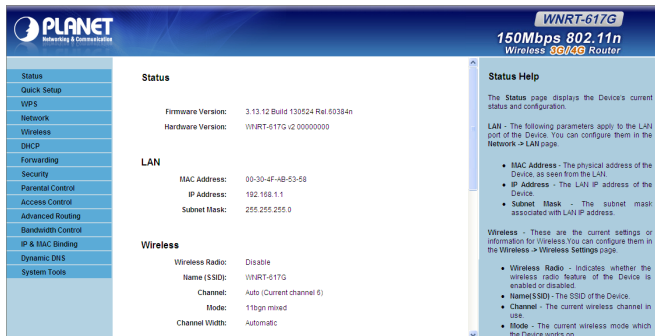 PLANET
Networking & Communication
WNRT-617G
150Mbps 802.11n
Wireless 3G/4G Router
Status
Quick Setup
WPS
Network
Wireless
DHCP
Forwarding
Security
Parental Control
Access Control
Advanced Routing
Bandwidth Control
IP & MAC Binding
Dynamic DNS
System Tools
Status
Firmware Version: 3.13.12 Build 130524 Rel.60384n
Hardware Version: WNRT-617G v2 00000000
LAN
MAC Address: 00-30-4F-AB-53-58
IP Address: 192.168.1.1
Subnet Mask: 255.255.255.0
Wireless
Wireless Radio: Disable
Name (SSID): WNRT-617G
Channel: Auto (Current channel 6)
Mode: 11bgn mixed
Channel Width: Automatic
Status Help
The Status page displays the Device's current
status and configuration.
LAN - The following parameters apply to the LAN
port of the Device. You can configure them in the
Network -> LAN page.
• MAC Address - The physical address of the
Device, as seen from the LAN.
• IP Address - The LAN IP address of the
Device.
• Subnet Mask - The subnet mask
associated with LAN IP address.
Wireless - These are the current settings or
information for Wireless.You can configure them in
the Wireless -> Wireless Settings page.
• Wireless Radio - Indicates whether the
wireless radio feature of the Device is
enabled or disabled.
• Name(SSID) - The SSID of the Device.
• Channel - The current wireless channel in
use.
• Mode - The current wireless mode which
the Device works on.